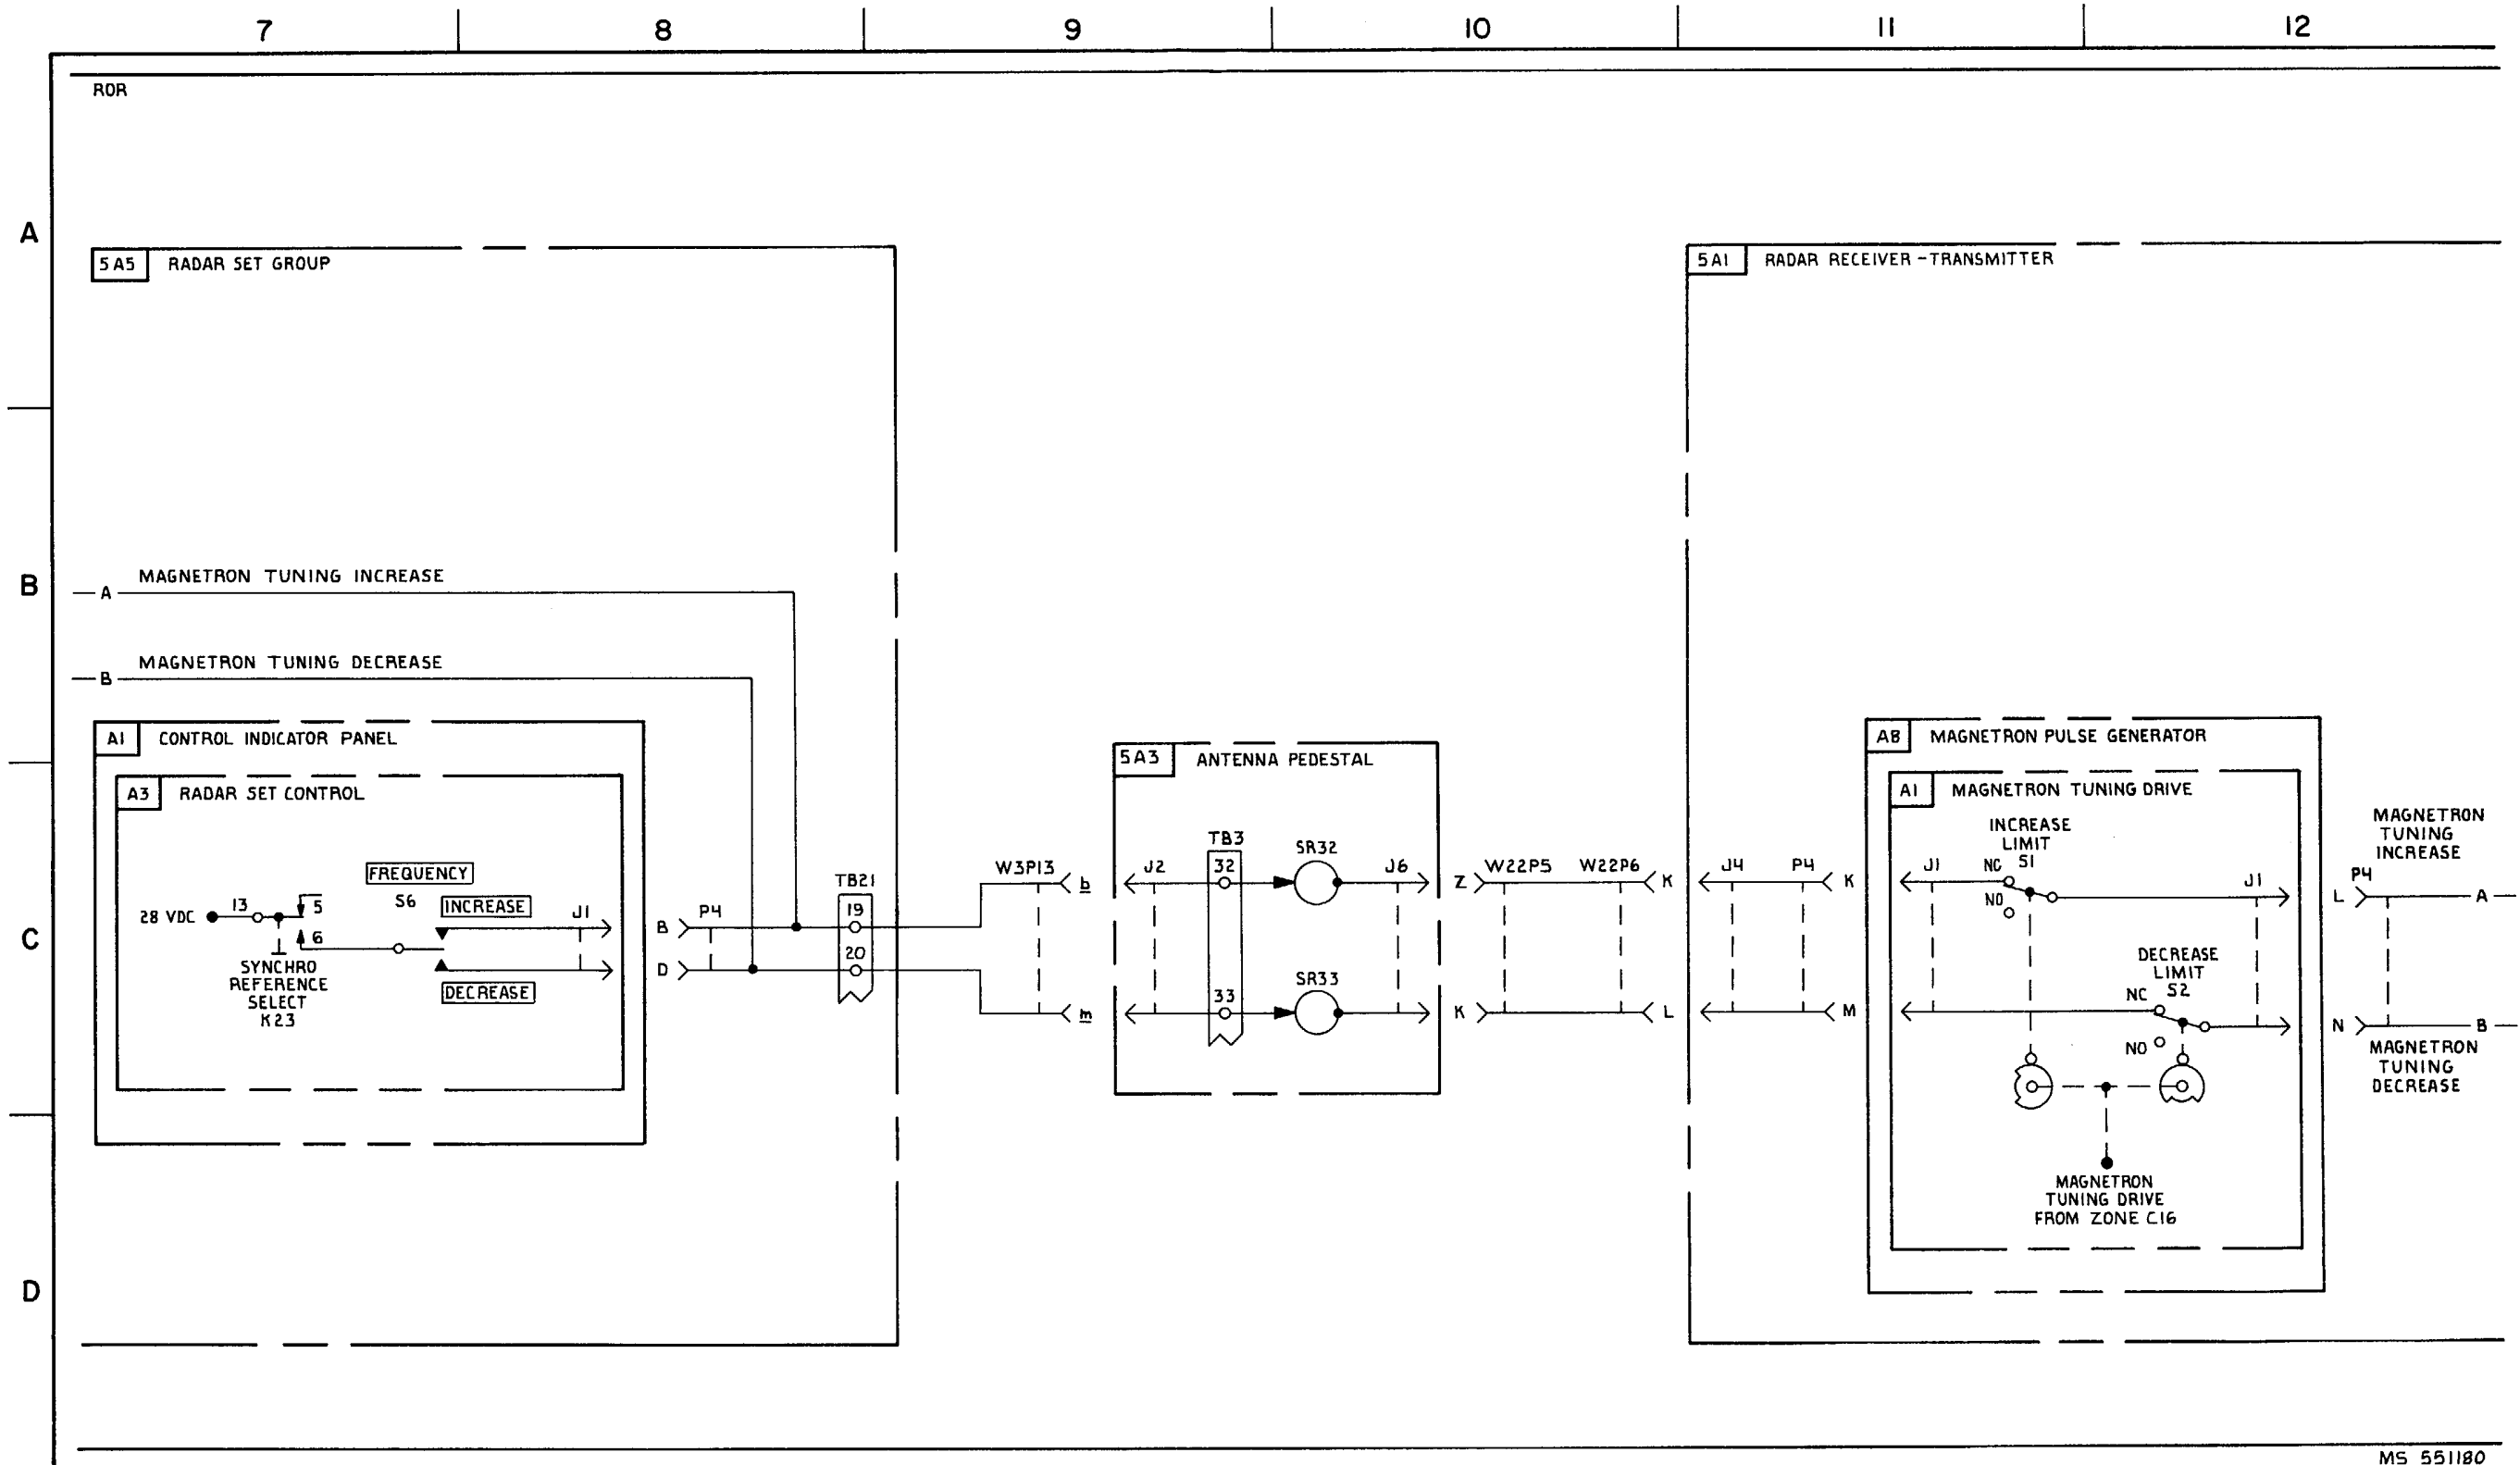 7 8 9 10 11 12
ROR
A
5A5 RADAR SET GROUP
5A1 RADAR RECEIVER-TRANSMITTER
B
A MAGNETRON TUNING INCREASE
B MAGNETRON TUNING DECREASE
A1 CONTROL INDICATOR PANEL
A3 RADAR SET CONTROL
28 VDC
13
5
6
SYNCHRO
REFERENCE
SELECT
K23
FREQUENCY
S6
INCREASE
DECREASE
J1
B
D
P4
TB21
19
20
W3P13
b
m
5A3 ANTENNA PEDESTAL
J2
TB3
32
33
SR32
SR33
J6
Z
K
W22P5
W22P6
K
L
J4
P4
K
M
A8 MAGNETRON PULSE GENERATOR
A1 MAGNETRON TUNING DRIVE
J1
INCREASE
LIMIT
S1
NC
NO
DECREASE
LIMIT
S2
NC
NO
J1
MAGNETRON
TUNING DRIVE
FROM ZONE C16
MAGNETRON
TUNING
INCREASE
P4
L
A
N
B
MAGNETRON
TUNING
DECREASE
C
D
MS 551180